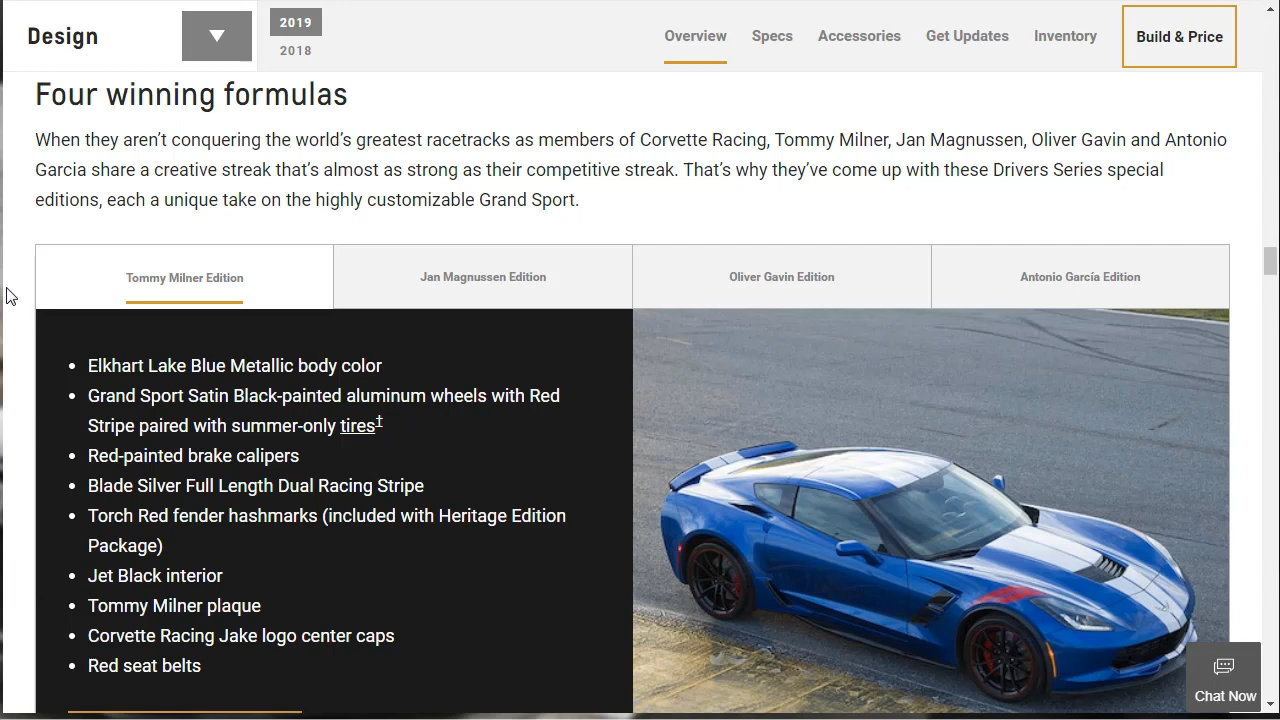 Design
2019
2018
Overview
Specs
Accessories
Get Updates
Inventory
Build & Price
Four winning formulas
When they aren’t conquering the world’s greatest racetracks as members of Corvette Racing, Tommy Milner, Jan Magnussen, Oliver Gavin and Antonio
Garcia share a creative streak that’s almost as strong as their competitive streak. That’s why they’ve come up with these Drivers Series special
editions, each a unique take on the highly customizable Grand Sport.
Tommy Milner Edition
Jan Magnussen Edition
Oliver Gavin Edition
Antonio García Edition
• Elkhart Lake Blue Metallic body color
• Grand Sport Satin Black-painted aluminum wheels with Red
Stripe paired with summer-only tires†
• Red-painted brake calipers
• Blade Silver Full Length Dual Racing Stripe
• Torch Red fender hashmarks (included with Heritage Edition
Package)
• Jet Black interior
• Tommy Milner plaque
• Corvette Racing Jake logo center caps
• Red seat belts
Chat Now